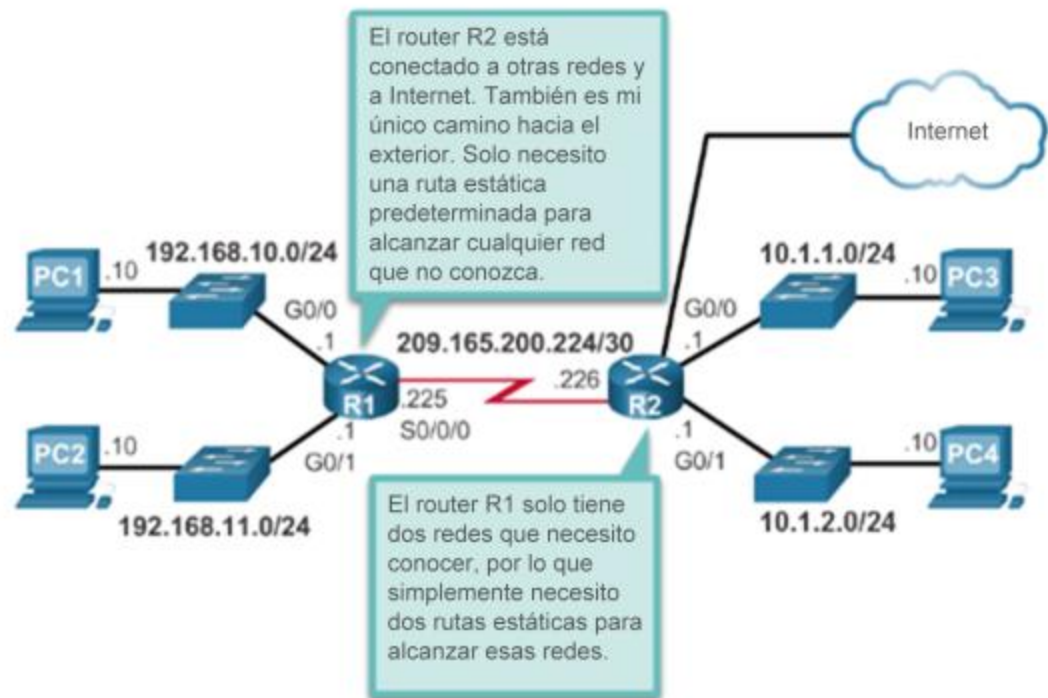 El router R2 está
conectado a otras redes y
a Internet. También es mi
único camino hacia el
exterior. Solo necesito
una ruta estática
predeterminada para
alcanzar cualquier red
que no conozca.
Internet
192.168.10.0/24
10.1.1.0/24
PC1
.10
.10
PC3
G0/0
G0/0
.1
209.165.200.224/30
.1
R1
.225
.226
R2
S0/0/0
.1
.1
PC2
.10
G0/1
G0/1
.10
PC4
192.168.11.0/24
10.1.2.0/24
El router R1 solo tiene
dos redes que necesito
conocer, por lo que
simplemente necesito
dos rutas estáticas para
alcanzar esas redes.